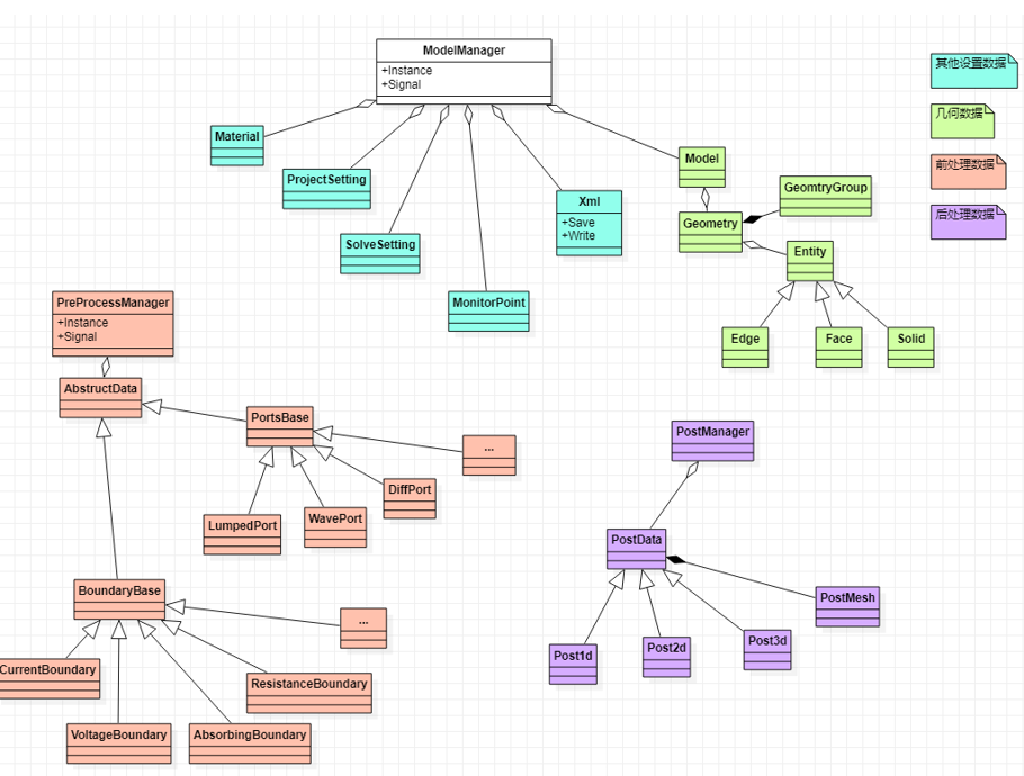 ModelManager
+Instance
+Signal
其他设置数据
几何数据
前处理数据
后处理数据
Material
ProjectSetting
SolveSetting
MonitorPoint
Xml
+Save
+Write
Model
GeomtryGroup
Geometry
Entity
Edge
Face
Solid
PreProcessManager
+Instance
+Signal
AbstructData
PortsBase
...
DiffPort
WavePort
LumpedPort
BoundaryBase
...
CurrentBoundary
ResistanceBoundary
VoltageBoundary
AbsorbingBoundary
PostManager
PostData
PostMesh
Post1d
Post2d
Post3d